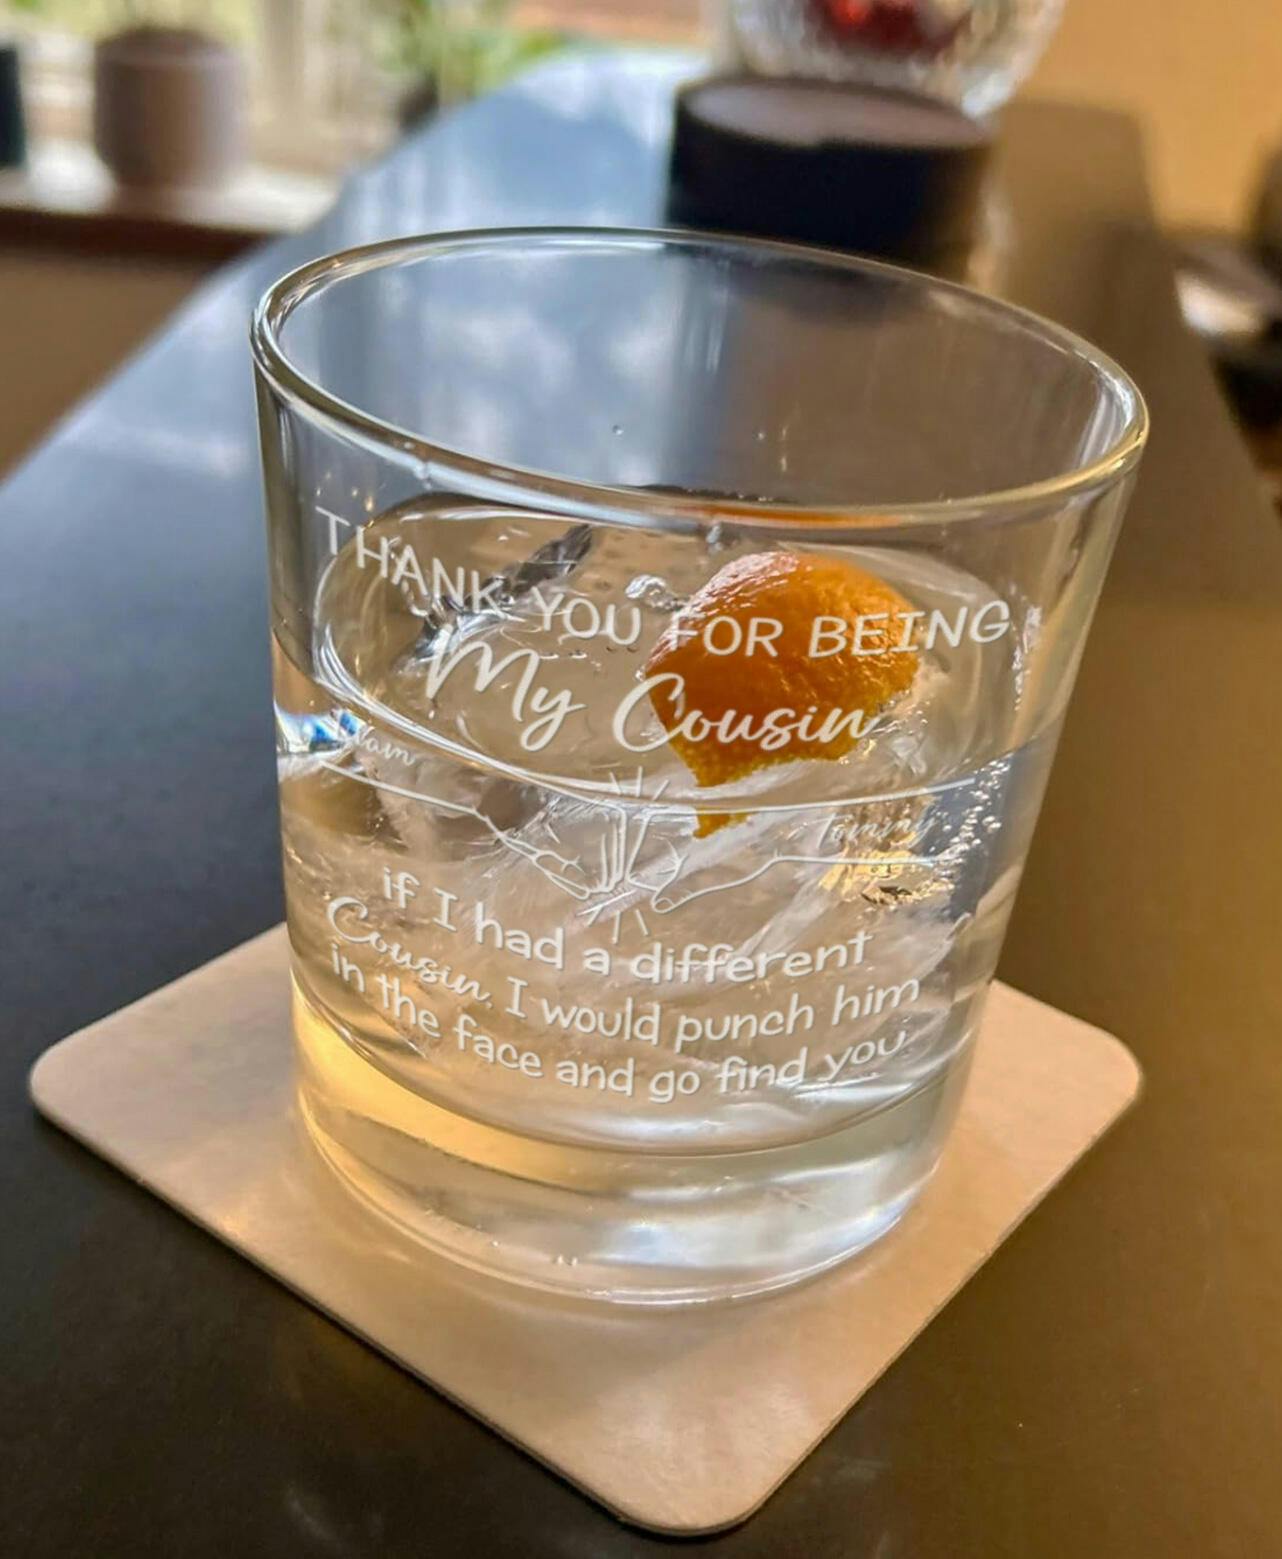 THANK YOU FOR BEING
My Cousin
Tommy
if I had a different
Cousin, I would punch him
in the face and go find you